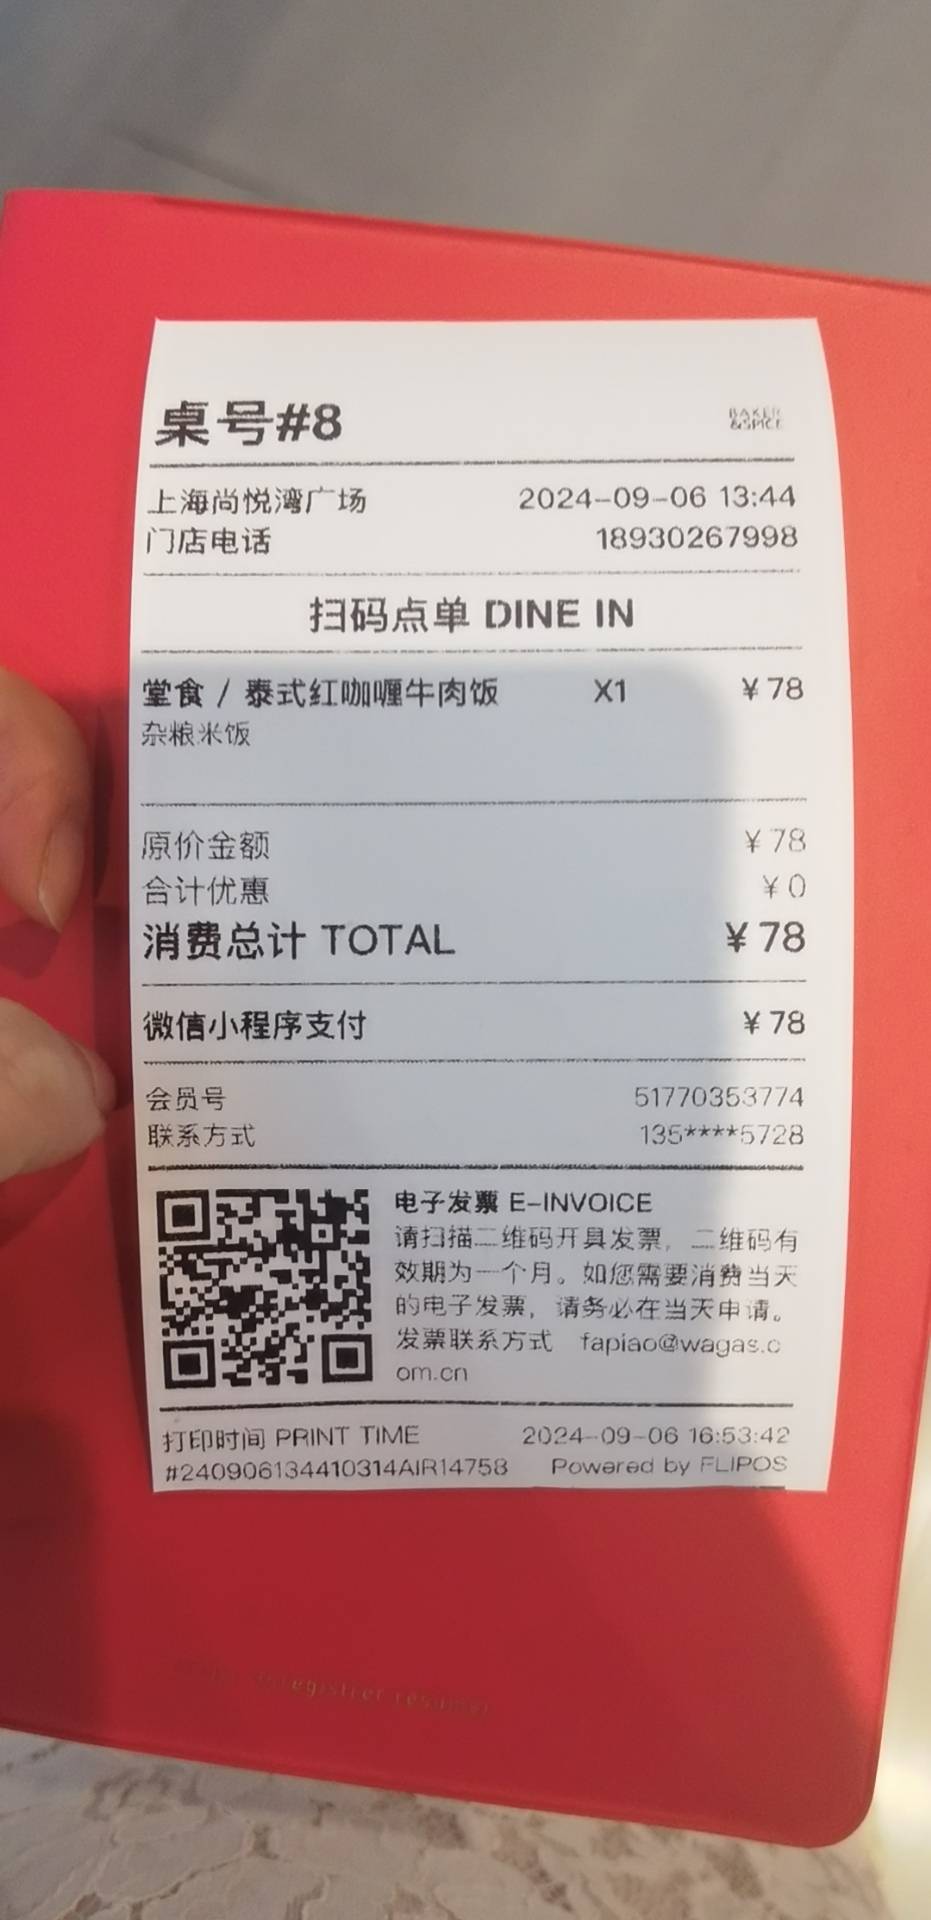 桌号#8
BAKER
&SPICE
上海尚悦湾广场 2024-09-06 13:44
门店电话 18930267998
扫码点单 DINE IN
堂食 / 泰式红咖喱牛肉饭 X1 ¥78
杂粮米饭
原价金额 ¥78
合计优惠 ¥0
消费总计 TOTAL ¥78
微信小程序支付 ¥78
会员号 51770353774
联系方式 135****5728
电子发票 E-INVOICE
请扫描二维码开具发票，二维码有
效期为一个月。如您需要消费当天
的电子发票，请务必在当天申请。
发票联系方式 fapiao@wagas.c
om.cn
打印时间 PRINT TIME 2024-09-06 16:53:42
#240906134410314AIR14758 Powered by FLIPOS